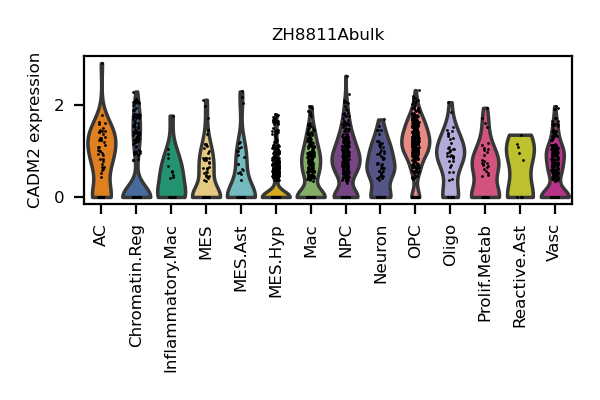 ZH8811Abulk
CADM2 expression
2
0
AC
Chromatin.Reg
Inflammatory.Mac
MES
MES.Ast
MES.Hyp
Mac
NPC
Neuron
OPC
Oligo
Prolif.Metab
Reactive.Ast
Vasc